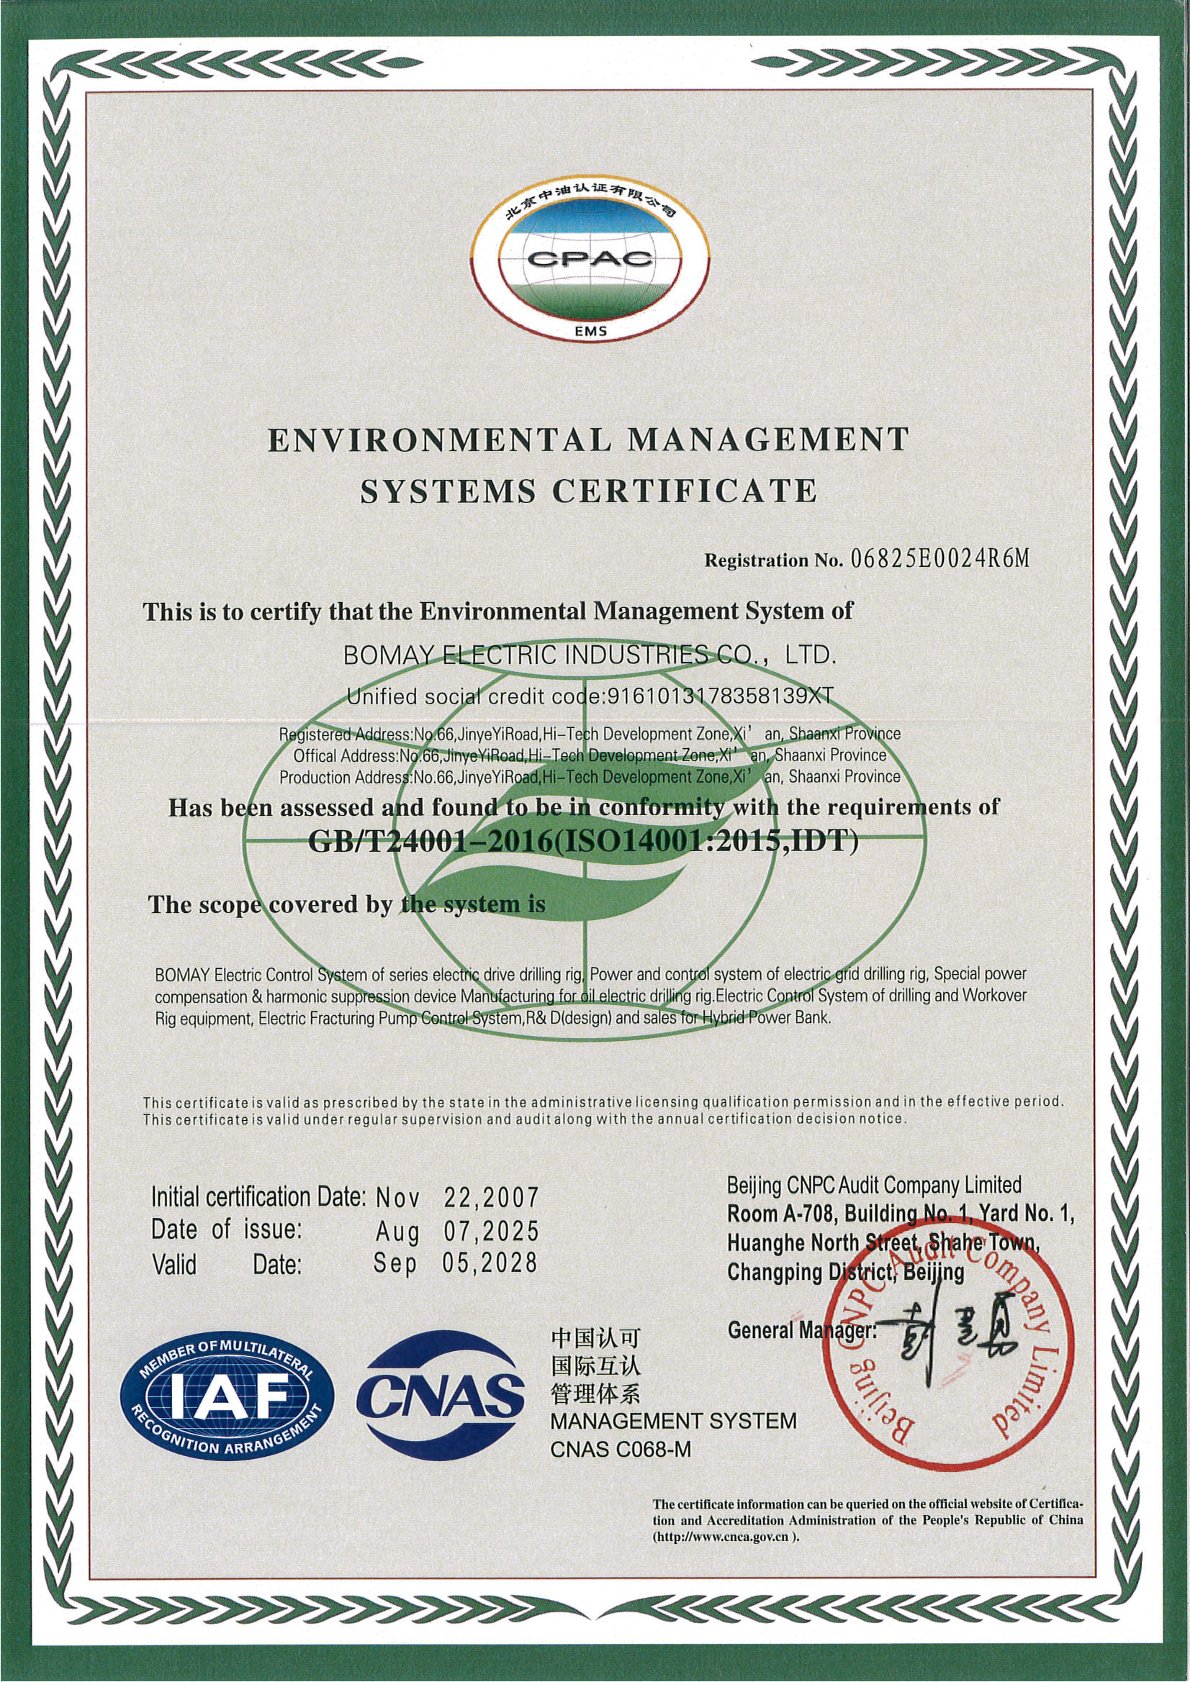 北京中油认证有限公司
CPAC
EMS
ENVIRONMENTAL MANAGEMENT
SYSTEMS CERTIFICATE
Registration No. 06825E0024R6M
This is to certify that the Environmental Management System of
BOMAY ELECTRIC INDUSTRIES CO., LTD.
Unified social credit code:9161013178358139XT
Registered Address:No.66,JinyeYiRoad,Hi-Tech Development Zone,Xi' an, Shaanxi Province
Offical Address:No.66,JinyeYiRoad,Hi-Tech Development Zone,Xi' an, Shaanxi Province
Production Address:No.66,JinyeYiRoad,Hi-Tech Development Zone,Xi' an, Shaanxi Province
Has been assessed and found to be in conformity with the requirements of
GB/T24001-2016(ISO14001:2015,IDT)
The scope covered by the system is
BOMAY Electric Control System of series electric drive drilling rig, Power and control system of electric grid drilling rig, Special power
compensation & harmonic suppression device Manufacturing for oil electric drilling rig.Electric Control System of drilling and Workover
Rig equipment, Electric Fracturing Pump Control System,R& D(design) and sales for Hybrid Power Bank.
This certificate is valid as prescribed by the state in the administrative licensing qualification permission and in the effective period.
This certificate is valid under regular supervision and audit along with the annual certification decision notice.
Initial certification Date: Nov 22,2007
Date of issue: Aug 07,2025
Valid Date: Sep 05,2028
Beijing CNPC Audit Company Limited
Room A-708, Building No. 1, Yard No. 1,
Huanghe North Street, Shahe Town,
Changping District, Beijing
General Manager:
Beijing CNPC Audit Company Limited
MEMBER OF MULTILATERAL
IAF
RECOGNITION ARRANGEMENT
CNAS
中国认可
国际互认
管理体系
MANAGEMENT SYSTEM
CNAS C068-M
The certificate information can be queried on the official website of Certifica-
tion and Accreditation Administration of the People's Republic of China
(http://www.cnca.gov.cn ).